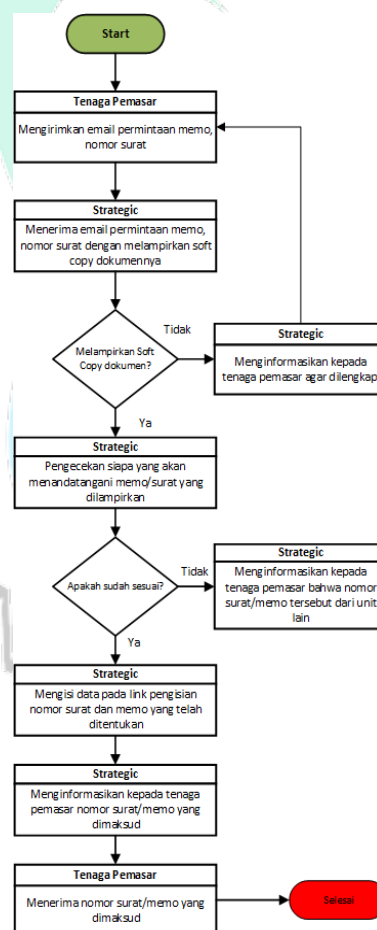 Start
Tenaga Pemasar
Mengirimkan email permintaan memo,
nomor surat
Strategic
Menerima email permintaan memo,
nomor surat dengan melampirkan soft
copy dokumennya
Melampirkan Soft
Copy dokumen?
Tidak
Strategic
Menginformasikan kepada
tenaga pemasar agar dilengkapi
Ya
Strategic
Pengecekan siapa yang akan
menandatangani memo/surat yang
dilampirkan
Apakah sudah sesuai?
Tidak
Strategic
Menginformasikan kepada
tenaga pemasar bahwa nomor
surat/memo tersebut dari unit
lain
Ya
Strategic
Mengisi data pada link pengisian
nomor surat dan memo yang telah
ditentukan
Strategic
Menginformasikan kepada tenaga
pemasar nomor surat/memo yang
dimaksud
Tenaga Pemasar
Menerima nomor surat/memo yang
dimaksud
Selesai